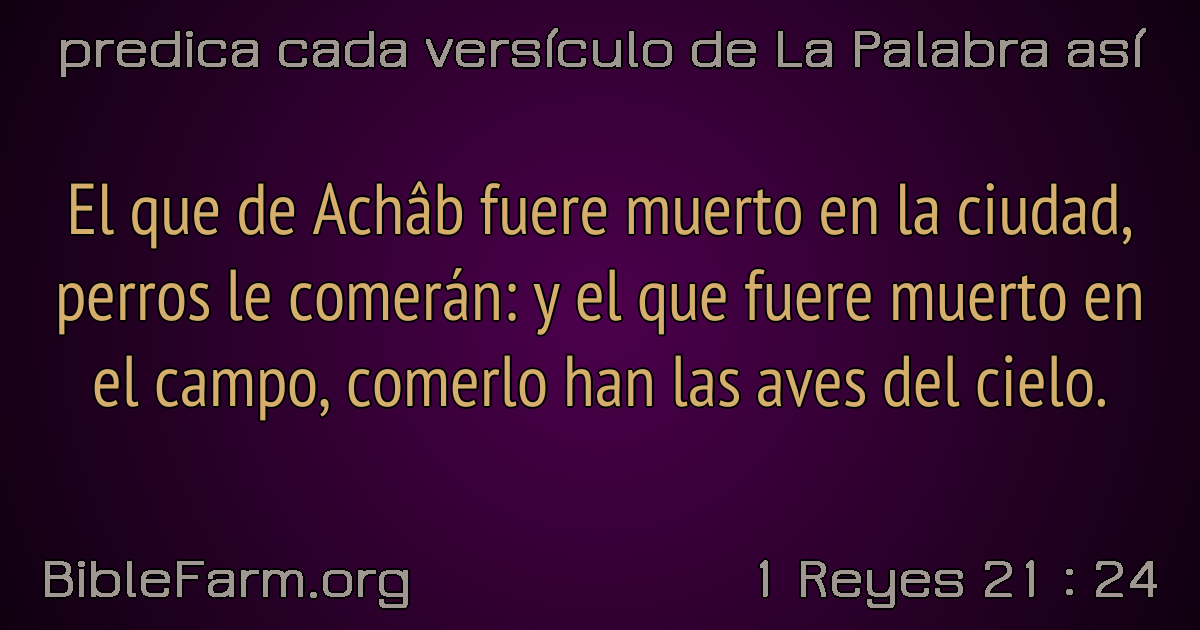 predica cada versículo de La Palabra así
El que de Achâb fuere muerto en la ciudad,
perros le comerán: y el que fuere muerto en
el campo, comerlo han las aves del cielo.
BibleFarm.org
1 Reyes 21 : 24